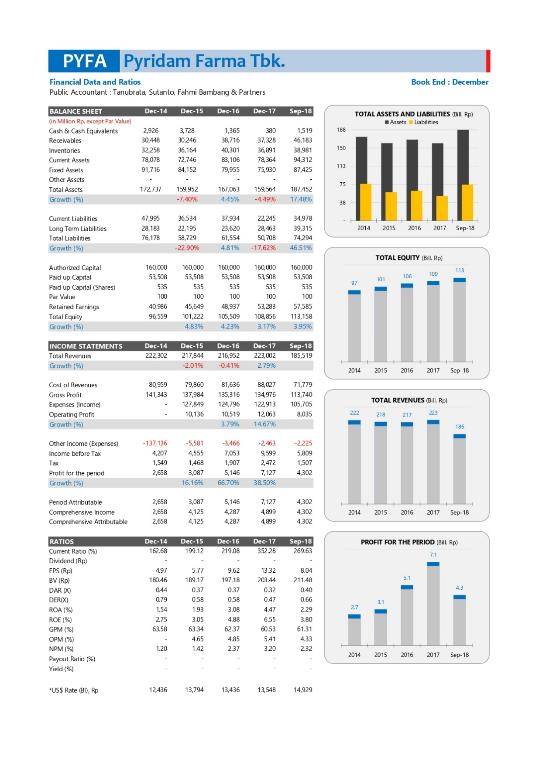 PYFA Pyridam Farma Tbk.
Financial Data and Ratios Book End : December
Public Accountant : Tanubrata, Sutanto, Fahmi Bambang & Partners
BALANCE SHEET Dec-14 Dec-15 Dec-16 Dec-17 Sep-18
(in Million Rp, except Par Value)
Cash & Cash Equivalents 2,926 3,728 1,365 380 1,519
Receivables 30,448 30,246 38,716 37,328 46,183
Inventories 32,258 36,164 40,301 36,891 38,981
Current Assets 78,078 72,746 83,106 78,364 94,312
Fixed Assets 91,716 84,152 79,955 75,930 87,425
Other Assets - - - - -
Total Assets 172,737 159,952 167,063 159,564 187,452
Growth (%) -7.40% 4.45% -4.49% 17.48%
Current Liabilities 47,995 36,534 37,934 22,245 34,978
Long Term Liabilities 28,183 22,195 23,620 28,463 39,315
Total Liabilities 76,178 58,729 61,554 50,708 74,294
Growth (%) -22.90% 4.81% -17.62% 46.51%
Authorized Capital 160,000 160,000 160,000 160,000 160,000
Paid up Capital 53,508 53,508 53,508 53,508 53,508
Paid up Capital (Shares) 535 535 535 535 535
Par Value 100 100 100 100 100
Retained Earnings 40,986 45,649 48,937 53,283 57,585
Total Equity 96,559 101,222 105,509 108,856 113,158
Growth (%) 4.83% 4.23% 3.17% 3.95%
INCOME STATEMENTS Dec-14 Dec-15 Dec-16 Dec-17 Sep-18
Total Revenues 222,302 217,844 216,952 223,002 185,519
Growth (%) -2.01% -0.41% 2.79%
Cost of Revenues 80,959 79,860 81,636 88,027 71,779
Gross Profit 141,343 137,984 135,316 134,976 113,740
Expenses (Income) - 127,849 124,796 122,913 105,705
Operating Profit - 10,136 10,519 12,063 8,035
Growth (%) 3.79% 14.67%
Other Income (Expenses) -137,136 -5,581 -3,466 -2,463 -2,225
Income before Tax 4,207 4,555 7,053 9,599 5,809
Tax 1,549 1,468 1,907 2,472 1,507
Profit for the period 2,658 3,087 5,146 7,127 4,302
Growth (%) 16.16% 66.70% 38.50%
Period Attributable 2,658 3,087 5,146 7,127 4,302
Comprehensive Income 2,658 4,125 4,287 4,899 4,302
Comprehensive Attributable 2,658 4,125 4,287 4,899 4,302
RATIOS Dec-14 Dec-15 Dec-16 Dec-17 Sep-18
Current Ratio (%) 162.68 199.12 219.08 352.28 269.63
Dividend (Rp) - - - - -
EPS (Rp) 4.97 5.77 9.62 13.32 8.04
BV (Rp) 180.46 189.17 197.18 203.44 211.48
DAR (X) 0.44 0.37 0.37 0.32 0.40
DER(X) 0.79 0.58 0.58 0.47 0.66
ROA (%) 1.54 1.93 3.08 4.47 2.29
ROE (%) 2.75 3.05 4.88 6.55 3.80
GPM (%) 63.58 63.34 62.37 60.53 61.31
OPM (%) - 4.65 4.85 5.41 4.33
NPM (%) 1.20 1.42 2.37 3.20 2.32
Payout Ratio (%) - - - - -
Yield (%) - - - - -
*US$ Rate (BI), Rp 12,436 13,794 13,436 13,548 14,929
TOTAL ASSETS AND LIABILITIES (Bill. Rp)
Assets Liabilities
188
150
113
75
38
-
2014 2015 2016 2017 Sep-18
TOTAL EQUITY (Bill. Rp)
97 101 106 109 113
2014 2015 2016 2017 Sep-18
TOTAL REVENUES (Bill. Rp)
222 218 217 223 186
2014 2015 2016 2017 Sep-18
PROFIT FOR THE PERIOD (Bill. Rp)
2.7 3.1 5.1 7.1 4.3
2014 2015 2016 2017 Sep-18